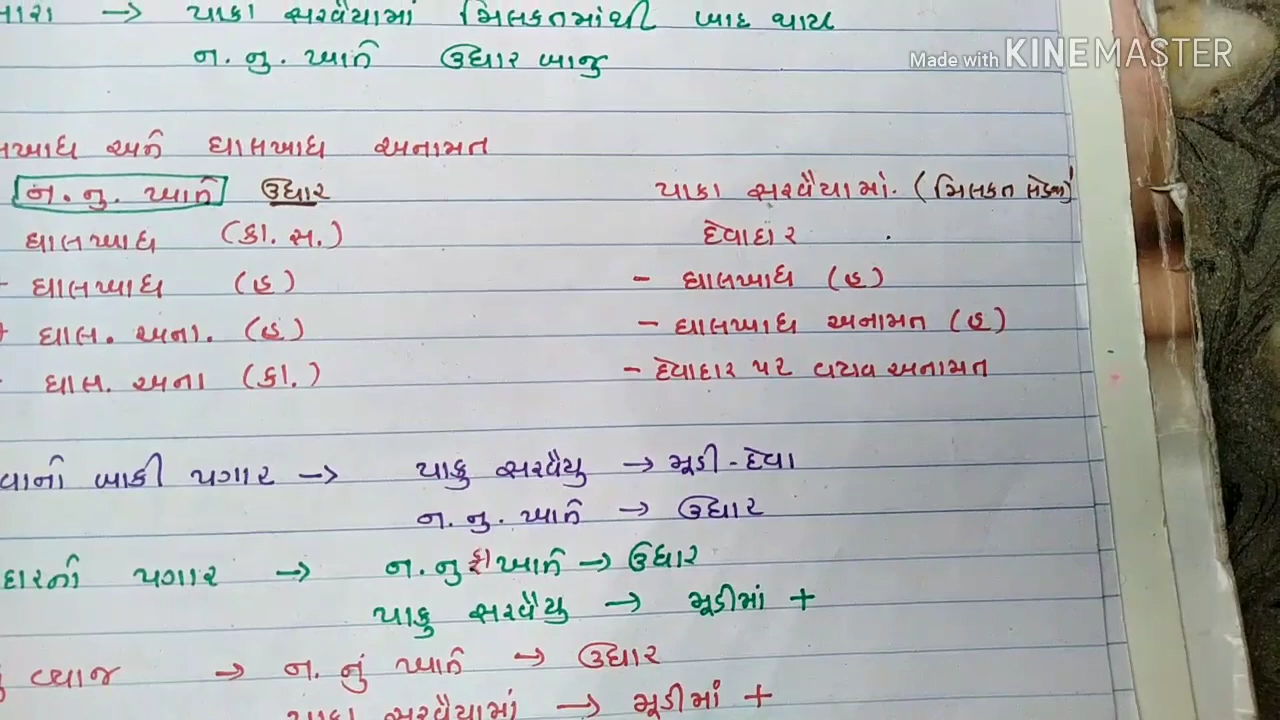 → પાકા સરવૈયામાં મિલકતમાંથી બાદ થાય
ન. નુ. ખાતે ઉધાર બાજુ
Made with KINEMASTER
અને ઘાલખાધ અનામત
ન. નુ. ખાતે ઉધાર
પાકા સરવૈયામાં. (મિલકત
ઘાલખાધ (કા. સ.)
દેવાદાર
ઘાલખાધ (હ)
- ઘાલખાધ (હ)
ઘાલ. અના. (હ)
- ઘાલખાધ અનામત (હ)
ઘાલ. અના (કા.)
- દેવાદાર પર વટાવ અનામત
બાકી પગાર → પાકુ સરવૈયુ → મૂડી - દેવા
ન. નુ. ખાતે → ઉધાર
પગાર → ન. નુ ખાતે → ઉધાર
પાકુ સરવૈયુ → મૂડીમાં +
વ્યાજ → ન. નું ખાતે → ઉધાર
સરવૈયામાં → મૂડીમાં +